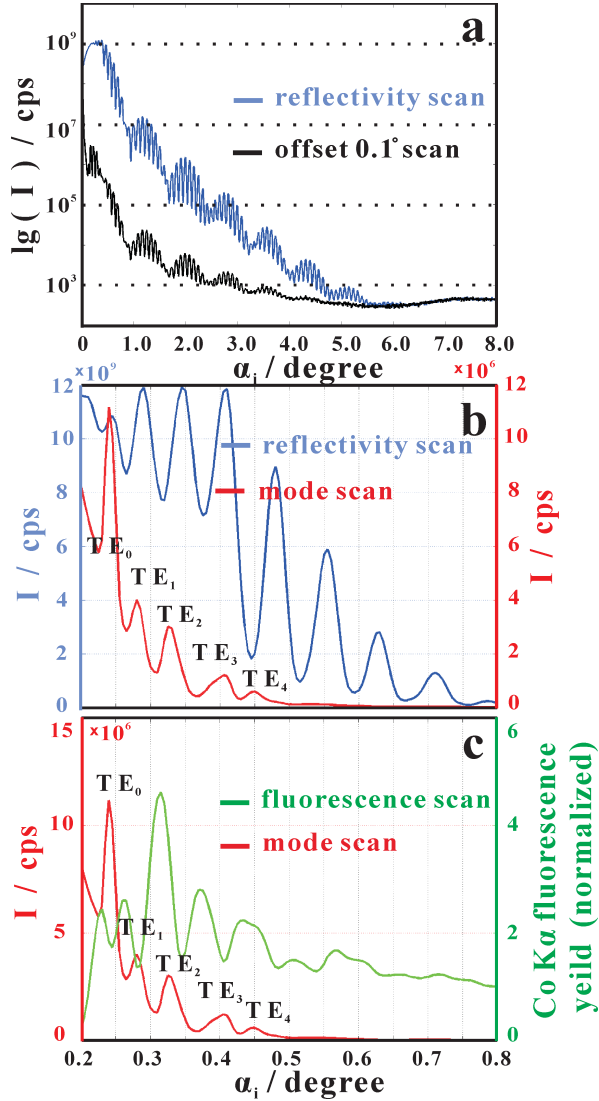 a
10⁹
10⁷
10⁵
10³
lg( I ) / cps
reflectivity scan
offset 0.1° scan
0.0 1.0 2.0 3.0 4.0 5.0 6.0 7.0 8.0
αᵢ / degree
×10⁹
×10⁶
b
12
10
8
6
4
2
0
I / cps
reflectivity scan
mode scan
T E₀
T E₁
T E₂
T E₃
T E₄
12
10
8
6
4
2
0
I / cps
c
×10⁶
15
10
5
0
I / cps
T E₀
T E₁
T E₂
T E₃
T E₄
fluorescence scan
mode scan
6
4
2
0
Co Kα fluorescence
yeild (normalized)
0.2 0.3 0.4 0.5 0.6 0.7 0.8
αᵢ / degree